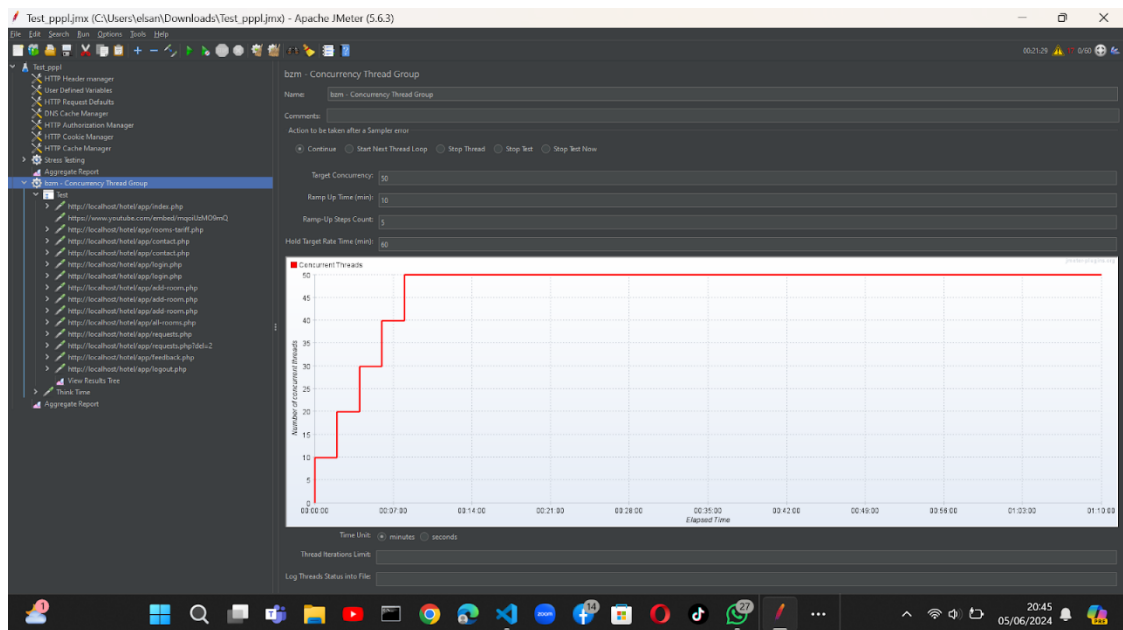 Test_pppl.jmx (C:\Users\elsan\Downloads\Test_pppl.jmx) - Apache JMeter (5.6.3)
File Edit Search Run Options Tools Help
00:21:29 17 0/60
Test_pppl
HTTP Header manager
User Defined Variables
HTTP Request Defaults
DNS Cache Manager
HTTP Authorization Manager
HTTP Cookie Manager
HTTP Cache Manager
Stress Testing
Aggregate Report
bzm - Concurrency Thread Group
Test
http://localhost/hotel/app/index.php
http://localhost/hotel/app/rooms-tariff.php
http://localhost/hotel/app/contact.php
http://localhost/hotel/app/contact.php
http://localhost/hotel/app/login.php
http://localhost/hotel/app/login.php
http://localhost/hotel/app/add-room.php
http://localhost/hotel/app/add-room.php
http://localhost/hotel/app/add-room.php
http://localhost/hotel/app/all-rooms.php
http://localhost/hotel/app/requests.php
http://localhost/hotel/app/requests.php?del=2
http://localhost/hotel/app/feedback.php
http://localhost/hotel/app/logout.php
View Results Tree
Think Time
Aggregate Report
bzm - Concurrency Thread Group
Name: bzm - Concurrency Thread Group
Comments:
Action to be taken after a Sampler error
Continue Start Next Thread Loop Stop Thread Stop Test Stop Test Now
Target Concurrency: 50
Ramp Up Time (min): 10
Ramp-Up Steps Count: 5
Hold Target Rate Time (min): 60
Concurrent Threads
jmeter-plugins.org
Number of concurrent threads
50
45
40
35
30
25
20
15
10
5
0
00:00:00 00:07:00 00:14:00 00:21:00 00:28:00 00:35:00 00:42:00 00:49:00 00:56:00 01:03:00 01:10:00
Elapsed Time
Time Unit: minutes seconds
Thread Iterations Limit:
Log Threads Status into File:
1
zoom
14
27
20:45
05/06/2024
PRE